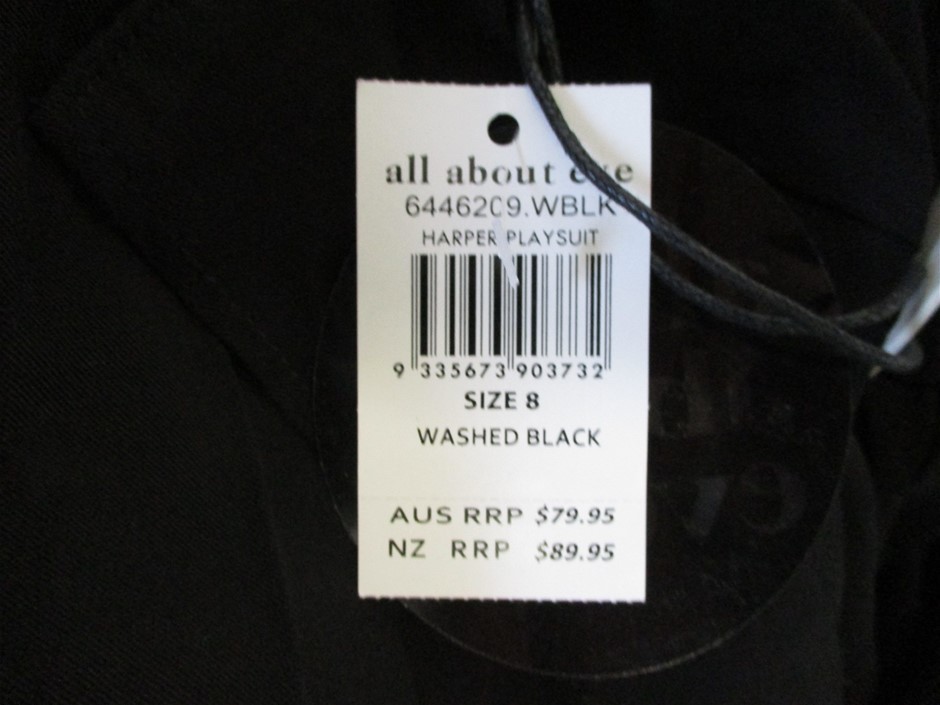 all about eve
6446209.WBLK
HARPER PLAYSUIT
9 335673 903732
SIZE 8
WASHED BLACK
AUS RRP $79.95
NZ RRP $89.95